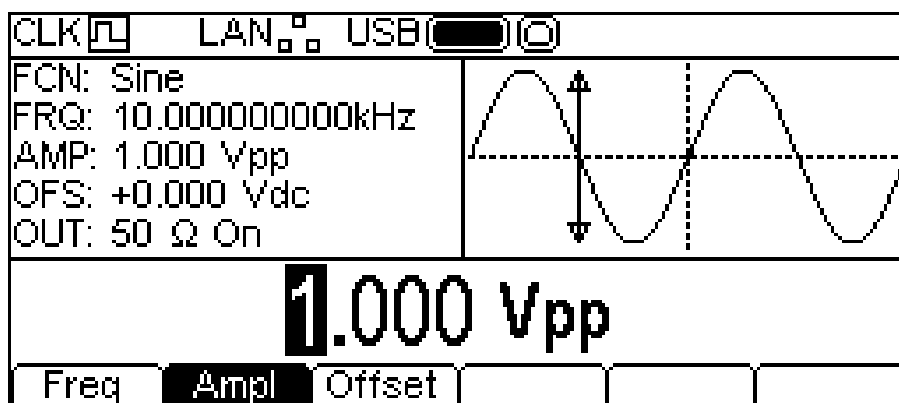 CLK LAN USB
FCN: Sine
FRQ: 10.000000000kHz
AMP: 1.000 Vpp
OFS: +0.000 Vdc
OUT: 50 Ω On
1.000 Vpp
Freq Ampl Offset